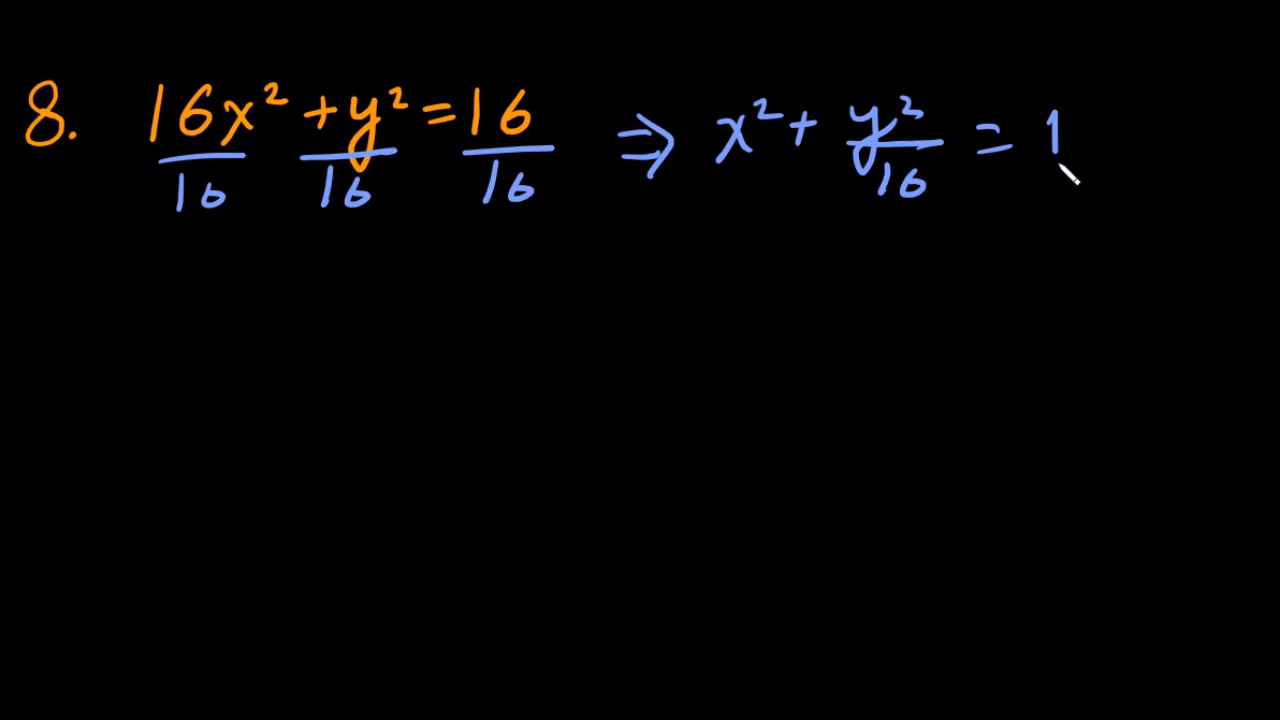 8. 16x²/16 + y²/16 = 16/16 ⇒ x² + y²/16 = 1